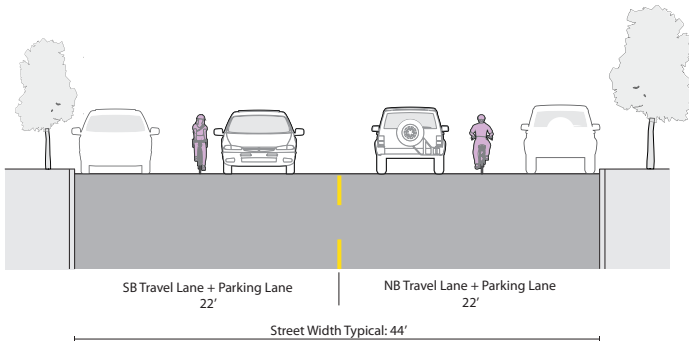 SB Travel Lane + Parking Lane
22′
NB Travel Lane + Parking Lane
22′
Street Width Typical: 44′